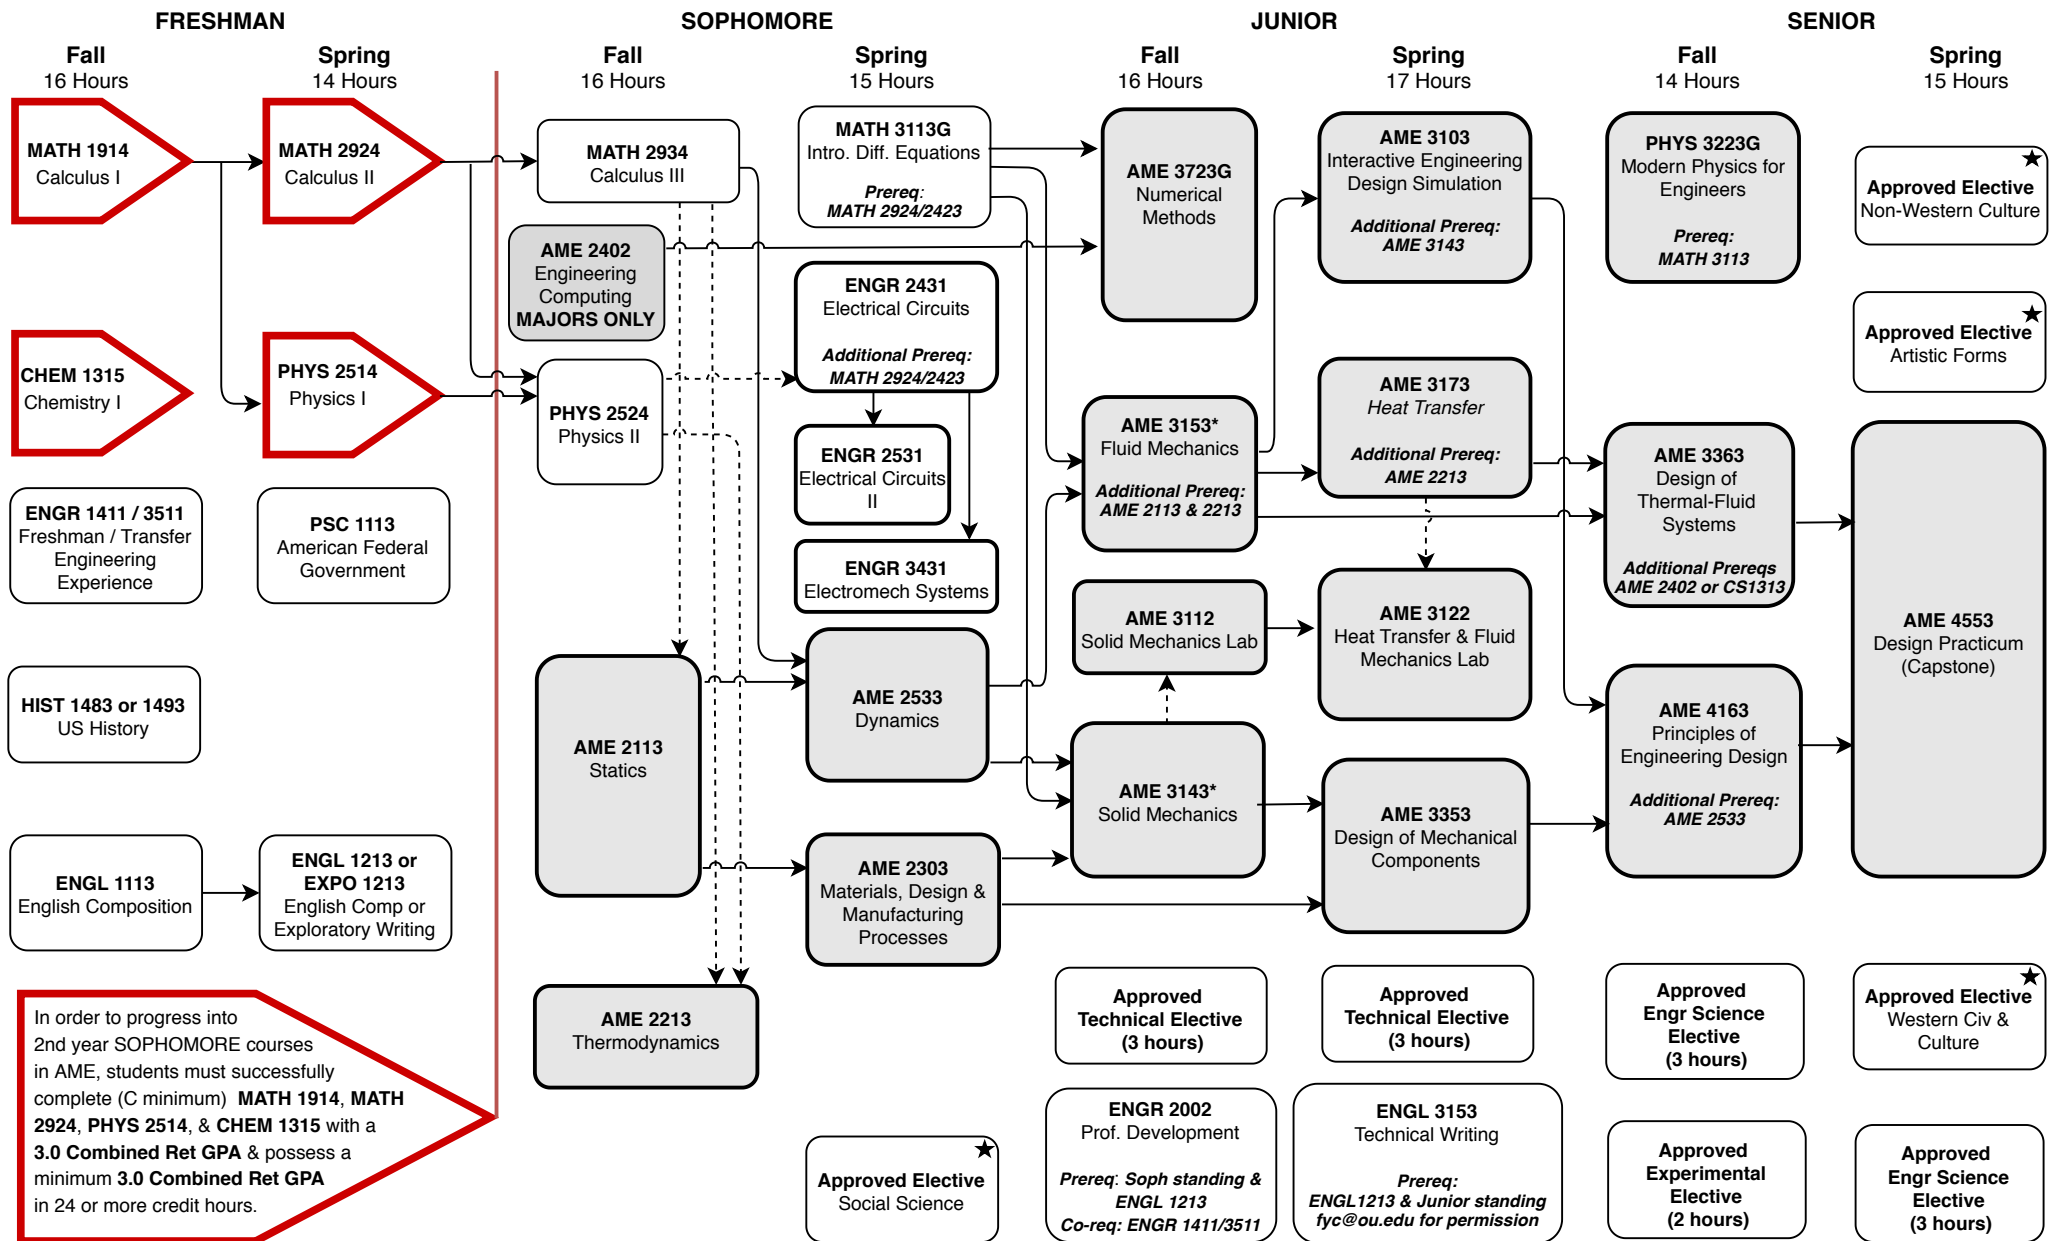 FRESHMAN
SOPHOMORE
JUNIOR
SENIOR
Fall
16 Hours
Spring
14 Hours
Fall
16 Hours
Spring
15 Hours
Fall
16 Hours
Spring
17 Hours
Fall
14 Hours
Spring
15 Hours
MATH 1914
Calculus I
CHEM 1315
Chemistry I
ENGR 1411 / 3511
Freshman / Transfer
Engineering
Experience
HIST 1483 or 1493
US History
ENGL 1113
English Composition
In order to progress into
2nd year SOPHOMORE courses
in AME, students must successfully
complete (C minimum) MATH 1914, MATH
2924, PHYS 2514, & CHEM 1315 with a
3.0 Combined Ret GPA & possess a
minimum 3.0 Combined Ret GPA
in 24 or more credit hours.
MATH 2924
Calculus II
PHYS 2514
Physics I
PSC 1113
American Federal
Government
ENGL 1213 or
EXPO 1213
English Comp or
Exploratory Writing
MATH 2934
Calculus III
AME 2402
Engineering
Computing
MAJORS ONLY
PHYS 2524
Physics II
AME 2113
Statics
AME 2213
Thermodynamics
MATH 3113G
Intro. Diff. Equations
Prereq:
MATH 2924/2423
ENGR 2431
Electrical Circuits
Additional Prereq:
MATH 2924/2423
ENGR 2531
Electrical Circuits
II
ENGR 3431
Electromech Systems
AME 2533
Dynamics
AME 2303
Materials, Design &
Manufacturing
Processes
Approved Elective
Social Science
AME 3723G
Numerical
Methods
AME 3153*
Fluid Mechanics
Additional Prereq:
AME 2113 & 2213
AME 3112
Solid Mechanics Lab
AME 3143*
Solid Mechanics
Approved
Technical Elective
(3 hours)
ENGR 2002
Prof. Development
Prereq: Soph standing &
ENGL 1213
Co-req: ENGR 1411/3511
AME 3103
Interactive Engineering
Design Simulation
Additional Prereq:
AME 3143
AME 3173
Heat Transfer
Additional Prereq:
AME 2213
AME 3122
Heat Transfer & Fluid
Mechanics Lab
AME 3353
Design of Mechanical
Components
Approved
Technical Elective
(3 hours)
ENGL 3153
Technical Writing
Prereq:
ENGL1213 & Junior standing
fyc@ou.edu for permission
PHYS 3223G
Modern Physics for
Engineers
Prereq:
MATH 3113
AME 3363
Design of
Thermal-Fluid
Systems
Additional Prereqs
AME 2402 or CS1313
AME 4163
Principles of
Engineering Design
Additional Prereq:
AME 2533
Approved
Engr Science
Elective
(3 hours)
Approved
Experimental
Elective
(2 hours)
Approved Elective
Non-Western Culture
Approved Elective
Artistic Forms
AME 4553
Design Practicum
(Capstone)
Approved Elective
Western Civ &
Culture
Approved
Engr Science
Elective
(3 hours)